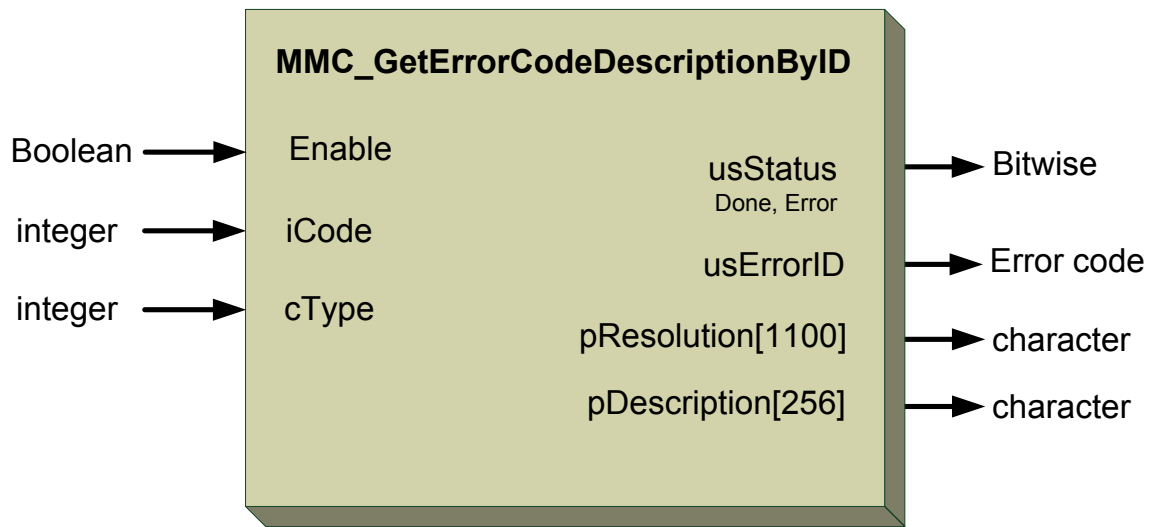 MMC_GetErrorCodeDescriptionByID
Boolean
Enable
usStatus
Bitwise
Done, Error
integer
iCode
usErrorID
Error code
integer
cType
pResolution[1100]
character
pDescription[256]
character